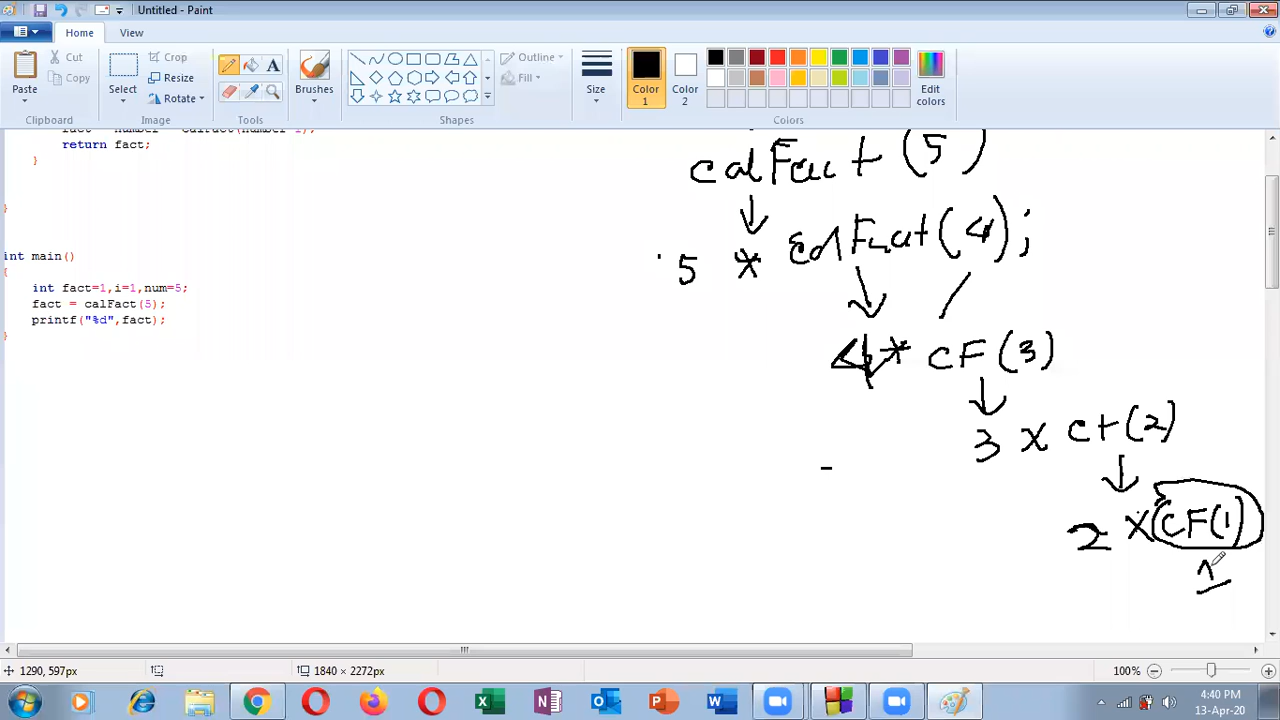 Untitled - Paint
Home
View
Paste
Cut
Copy
Clipboard
Select
Crop
Resize
Rotate
Image
Tools
Brushes
Shapes
Outline
Fill
Size
Color 1
Color 2
Edit colors
Colors
return fact;
}
}
int main()
{
int fact=1,i=1,num=5;
fact = calFact(5);
printf("%d",fact);
}
calFact (5)
5 * calFact(4);
4 * CF (3)
3 X CF (2)
2 X CF(1)
1
1290, 597px
1840 × 2272px
100%
4:40 PM
13-Apr-20